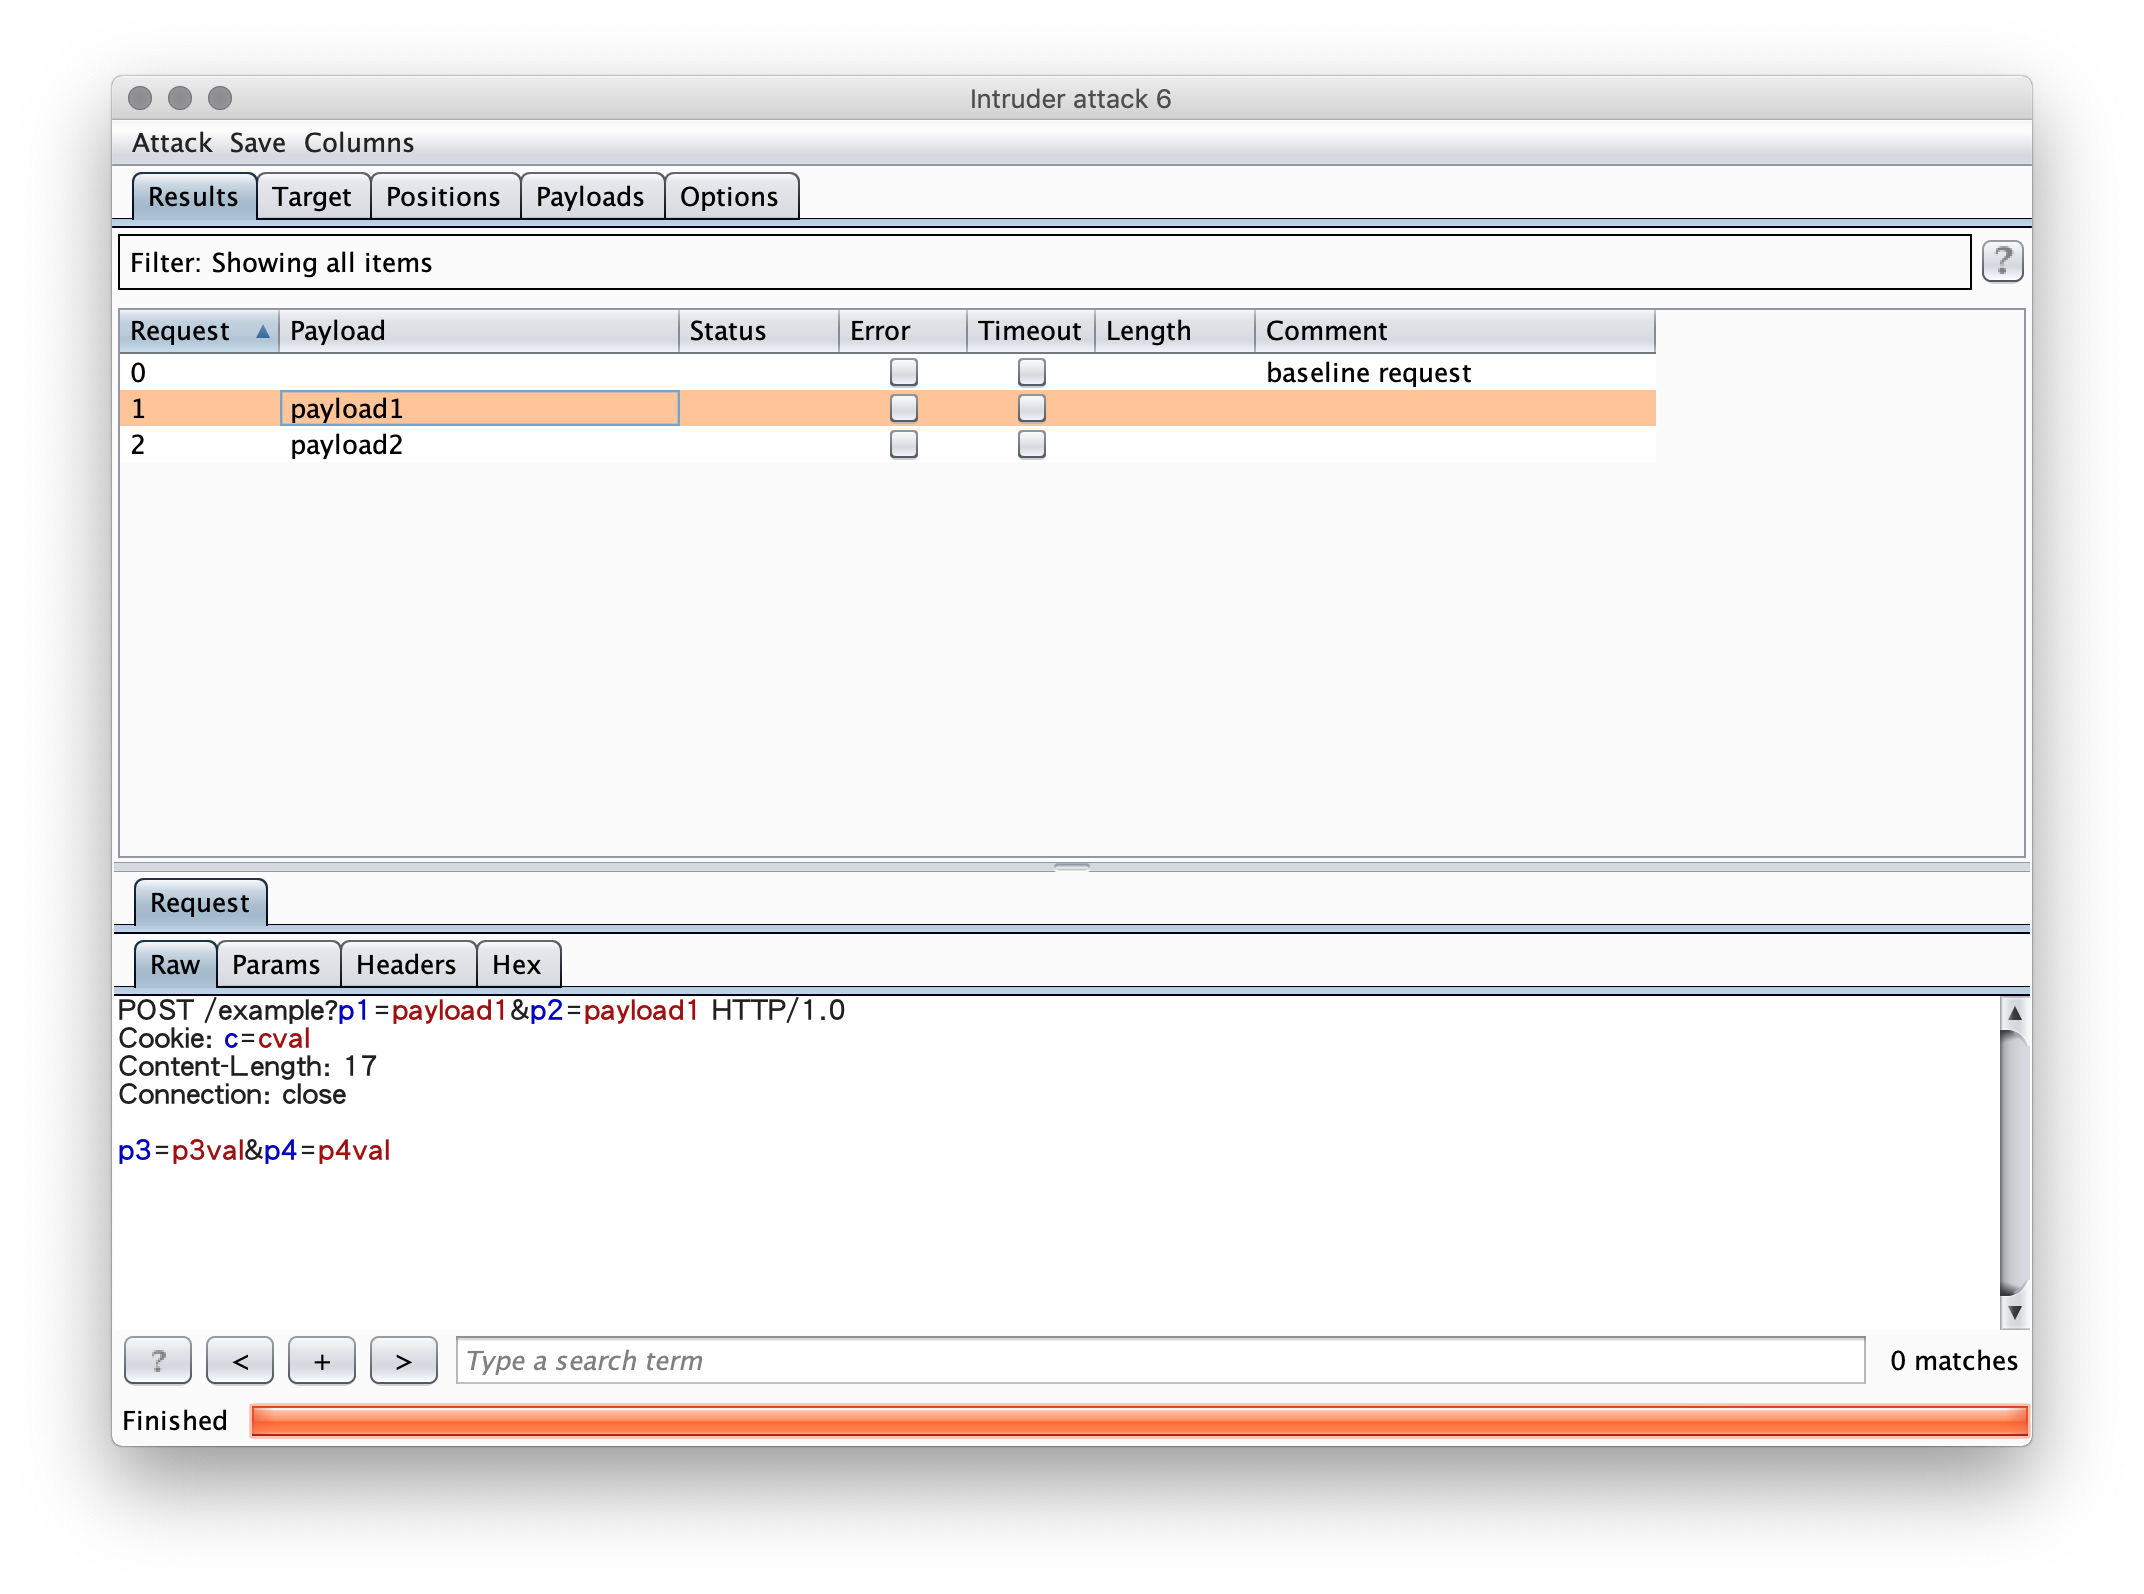 Intruder attack 6
Attack Save Columns
Results Target Positions Payloads Options
Filter: Showing all items ?
Request ▲ Payload Status Error Timeout Length Comment
0 baseline request
1 payload1
2 payload2
Request
Raw Params Headers Hex
POST /example?p1=payload1&p2=payload1 HTTP/1.0
Cookie: c=cval
Content-Length: 17
Connection: close
p3=p3val&p4=p4val
? < + > Type a search term 0 matches
Finished